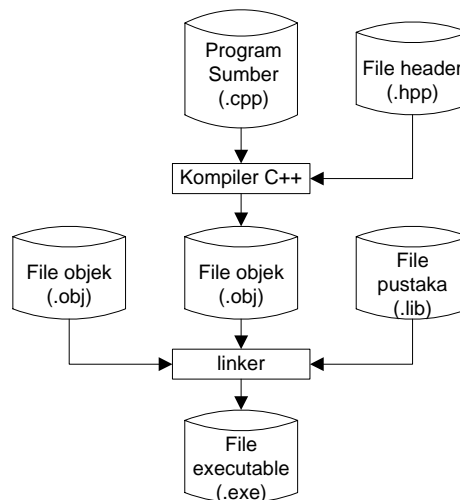 Program
Sumber
(.cpp)
File header
(.hpp)
Kompiler C++
File objek
(.obj)
File objek
(.obj)
File
pustaka
(.lib)
linker
File
executable
(.exe)